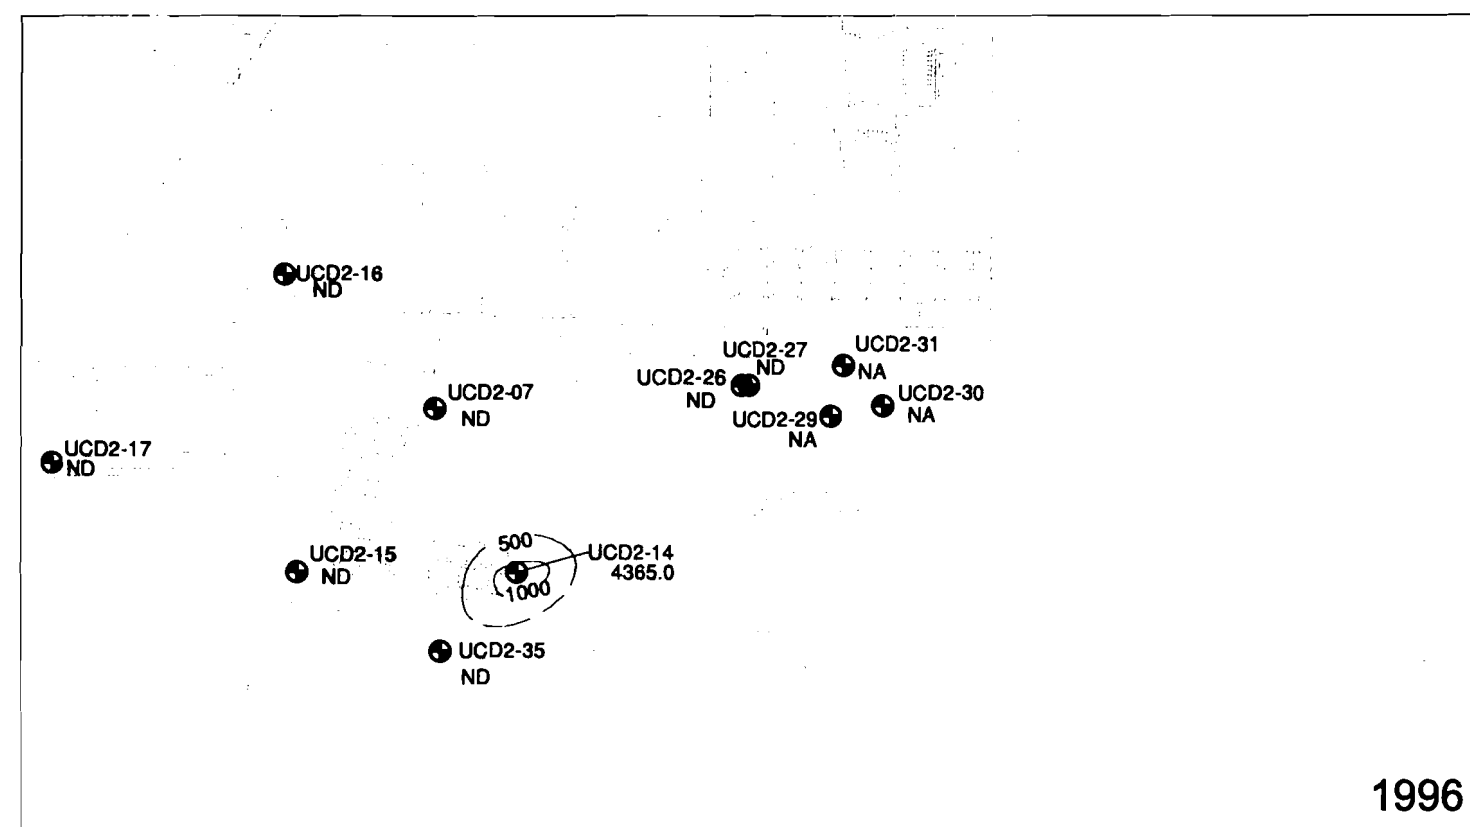 UCD2-16
ND
UCD2-27
ND
UCD2-31
NA
UCD2-26
ND
UCD2-07
ND
UCD2-30
NA
UCD2-29
NA
UCD2-17
ND
500
UCD2-14
4365.0
UCD2-15
ND
1000
UCD2-35
ND
1996